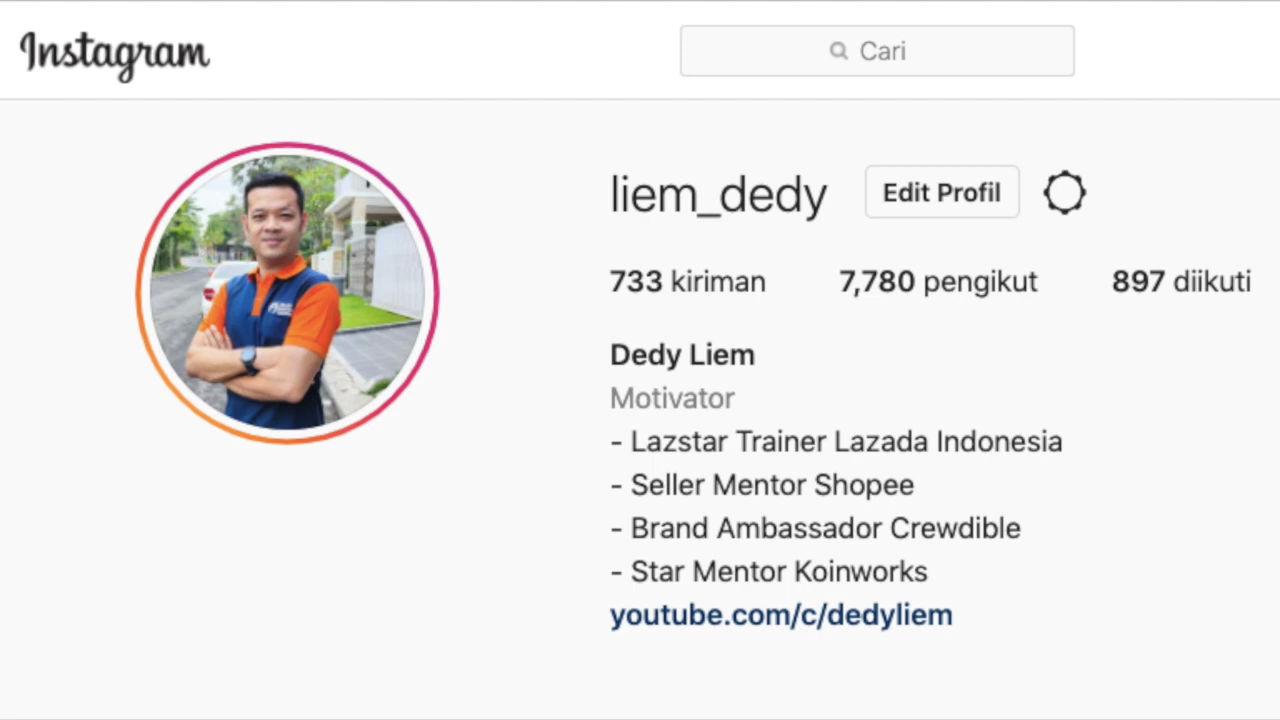 Instagram
Cari
liem_dedy
Edit Profil
733 kiriman
7,780 pengikut
897 diikuti
Dedy Liem
Motivator
- Lazstar Trainer Lazada Indonesia
- Seller Mentor Shopee
- Brand Ambassador Crewdible
- Star Mentor Koinworks
youtube.com/c/dedyliem